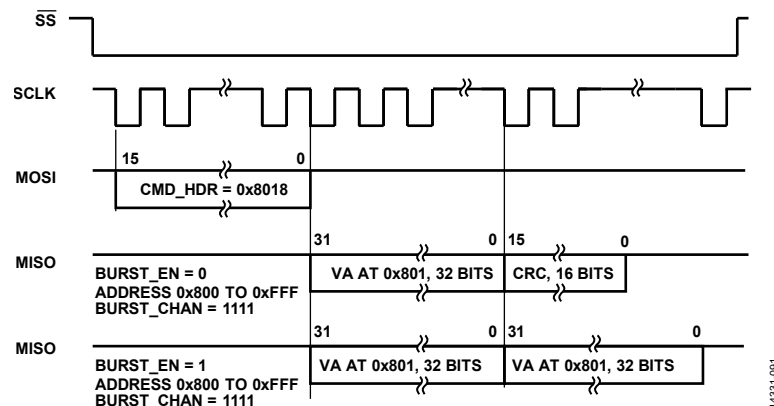 SS
SCLK
15 0
MOSI
CMD_HDR = 0x8018
31 0 15 0
MISO
VA AT 0x801, 32 BITS CRC, 16 BITS
BURST_EN = 0
ADDRESS 0x800 TO 0xFFF
BURST_CHAN = 1111
31 0 31 0
MISO
VA AT 0x801, 32 BITS VA AT 0x801, 32 BITS
BURST_EN = 1
ADDRESS 0x800 TO 0xFFF
BURST_CHAN = 1111
14331-091